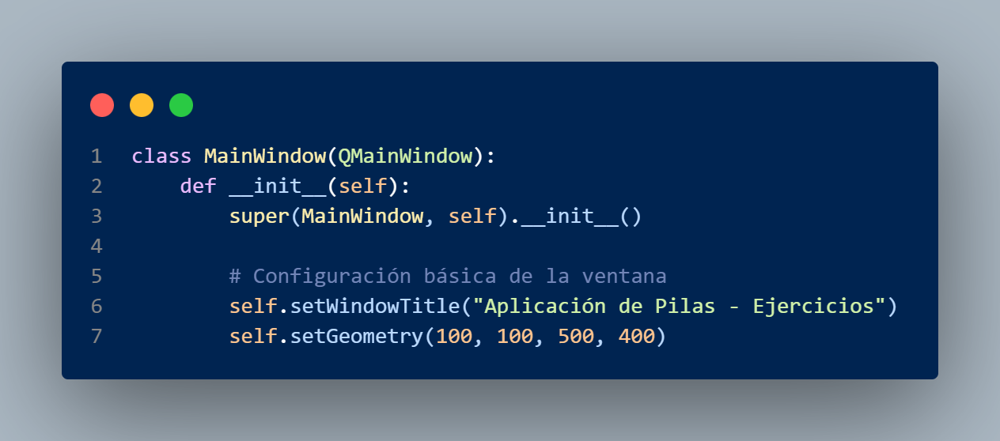 1 class MainWindow(QMainWindow):
2     def __init__(self):
3         super(MainWindow, self).__init__()
4
5         # Configuración básica de la ventana
6         self.setWindowTitle("Aplicación de Pilas - Ejercicios")
7         self.setGeometry(100, 100, 500, 400)